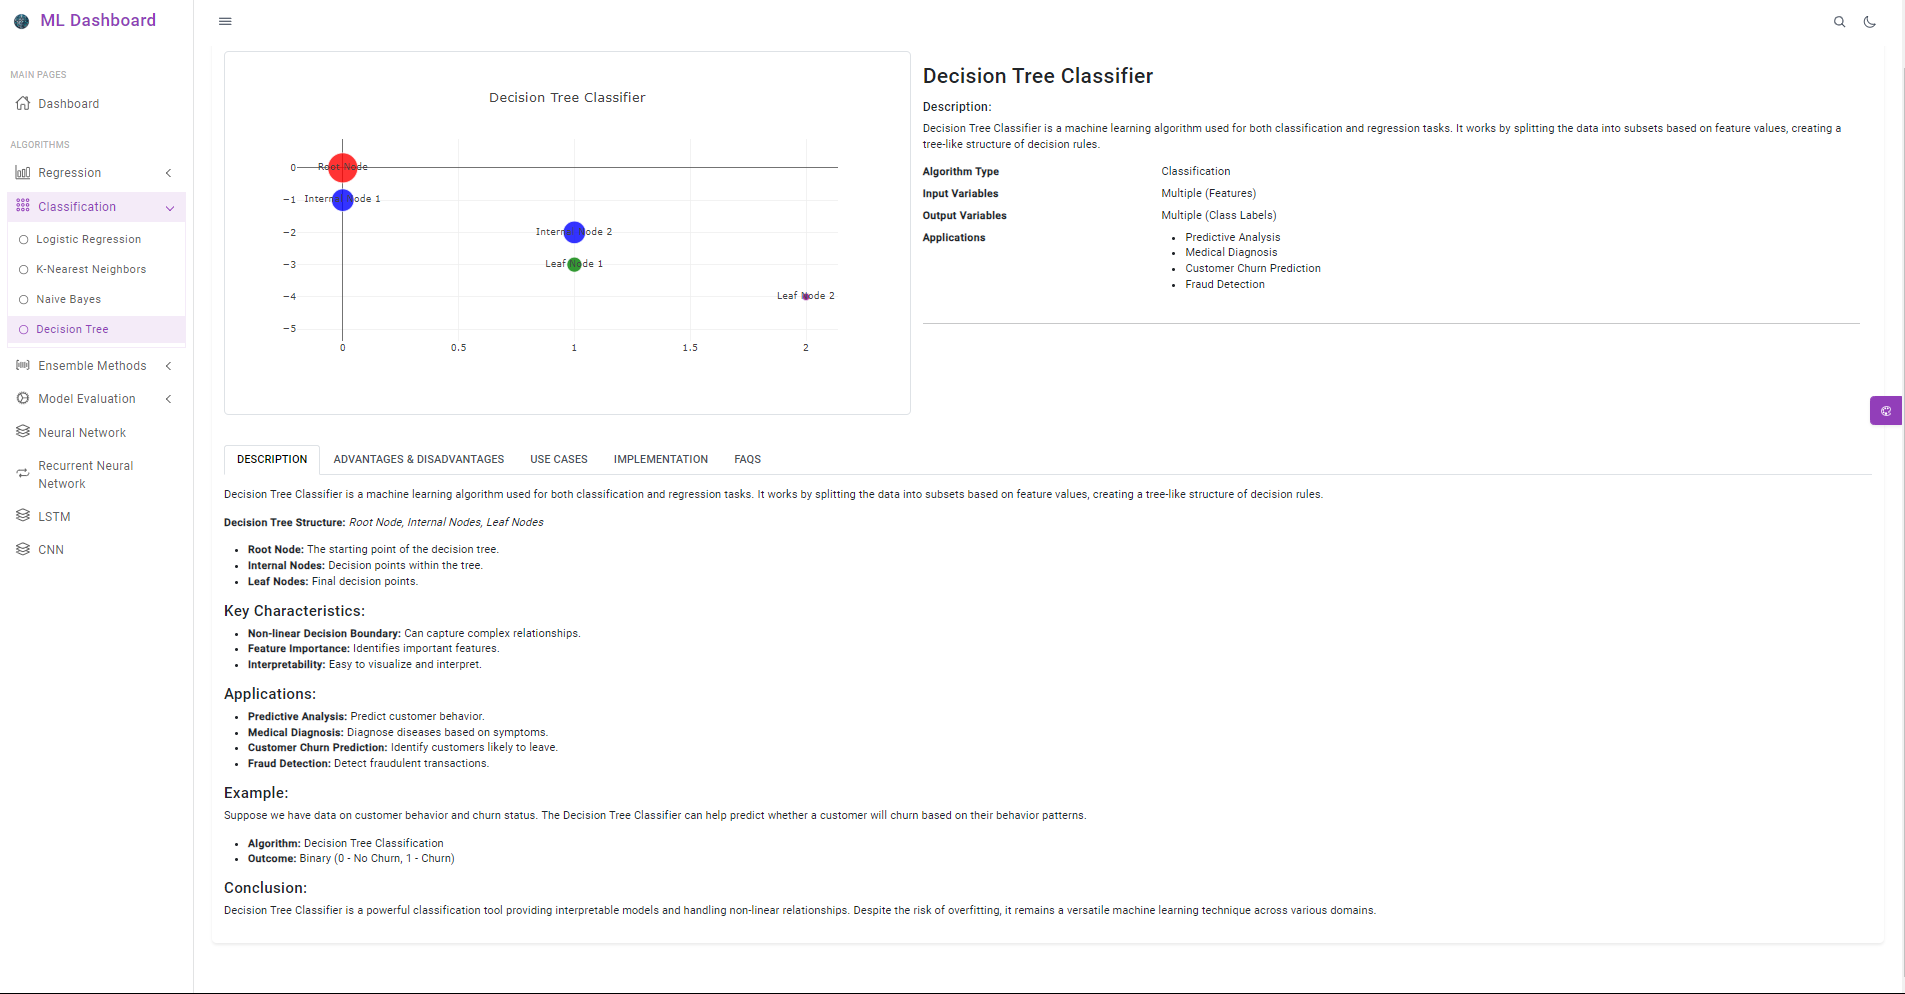 ML Dashboard
MAIN PAGES
Dashboard
ALGORITHMS
Regression
Classification
Logistic Regression
K-Nearest Neighbors
Naive Bayes
Decision Tree
Ensemble Methods
Model Evaluation
Neural Network
Recurrent Neural
Network
LSTM
CNN
Decision Tree Classifier
0
−1
−2
−3
−4
−5
Root Node
Internal Node 1
Internal Node 2
Leaf Node 1
Leaf Node 2
0
0.5
1
1.5
2
Decision Tree Classifier
Description:
Decision Tree Classifier is a machine learning algorithm used for both classification and regression tasks. It works by splitting the data into subsets based on feature values, creating a
tree-like structure of decision rules.
Algorithm Type Classification
Input Variables Multiple (Features)
Output Variables Multiple (Class Labels)
Applications
• Predictive Analysis
• Medical Diagnosis
• Customer Churn Prediction
• Fraud Detection
DESCRIPTION ADVANTAGES & DISADVANTAGES USE CASES IMPLEMENTATION FAQS
Decision Tree Classifier is a machine learning algorithm used for both classification and regression tasks. It works by splitting the data into subsets based on feature values, creating a tree-like structure of decision rules.
Decision Tree Structure: Root Node, Internal Nodes, Leaf Nodes
• Root Node: The starting point of the decision tree.
• Internal Nodes: Decision points within the tree.
• Leaf Nodes: Final decision points.
Key Characteristics:
• Non-linear Decision Boundary: Can capture complex relationships.
• Feature Importance: Identifies important features.
• Interpretability: Easy to visualize and interpret.
Applications:
• Predictive Analysis: Predict customer behavior.
• Medical Diagnosis: Diagnose diseases based on symptoms.
• Customer Churn Prediction: Identify customers likely to leave.
• Fraud Detection: Detect fraudulent transactions.
Example:
Suppose we have data on customer behavior and churn status. The Decision Tree Classifier can help predict whether a customer will churn based on their behavior patterns.
• Algorithm: Decision Tree Classification
• Outcome: Binary (0 - No Churn, 1 - Churn)
Conclusion:
Decision Tree Classifier is a powerful classification tool providing interpretable models and handling non-linear relationships. Despite the risk of overfitting, it remains a versatile machine learning technique across various domains.